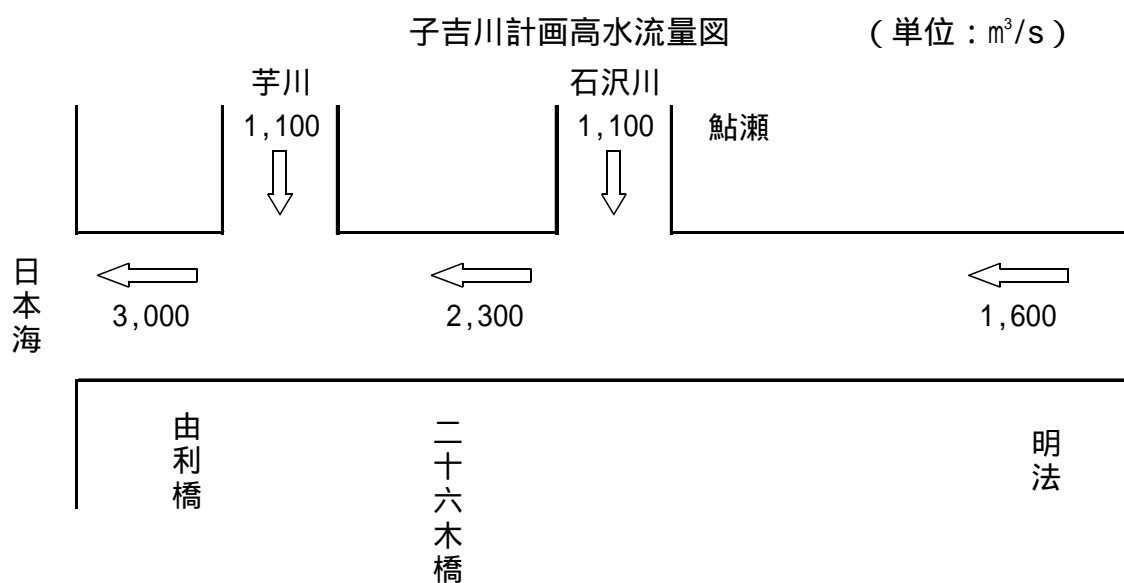 子吉川計画高水流量図 (単位:㎥/s)
芋川 石沢川
1,100 1,100 鮎瀬
日本海
3,000 2,300 1,600
由利橋
二十六木橋
明法